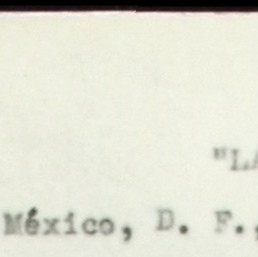 "LA
México, D. F.,